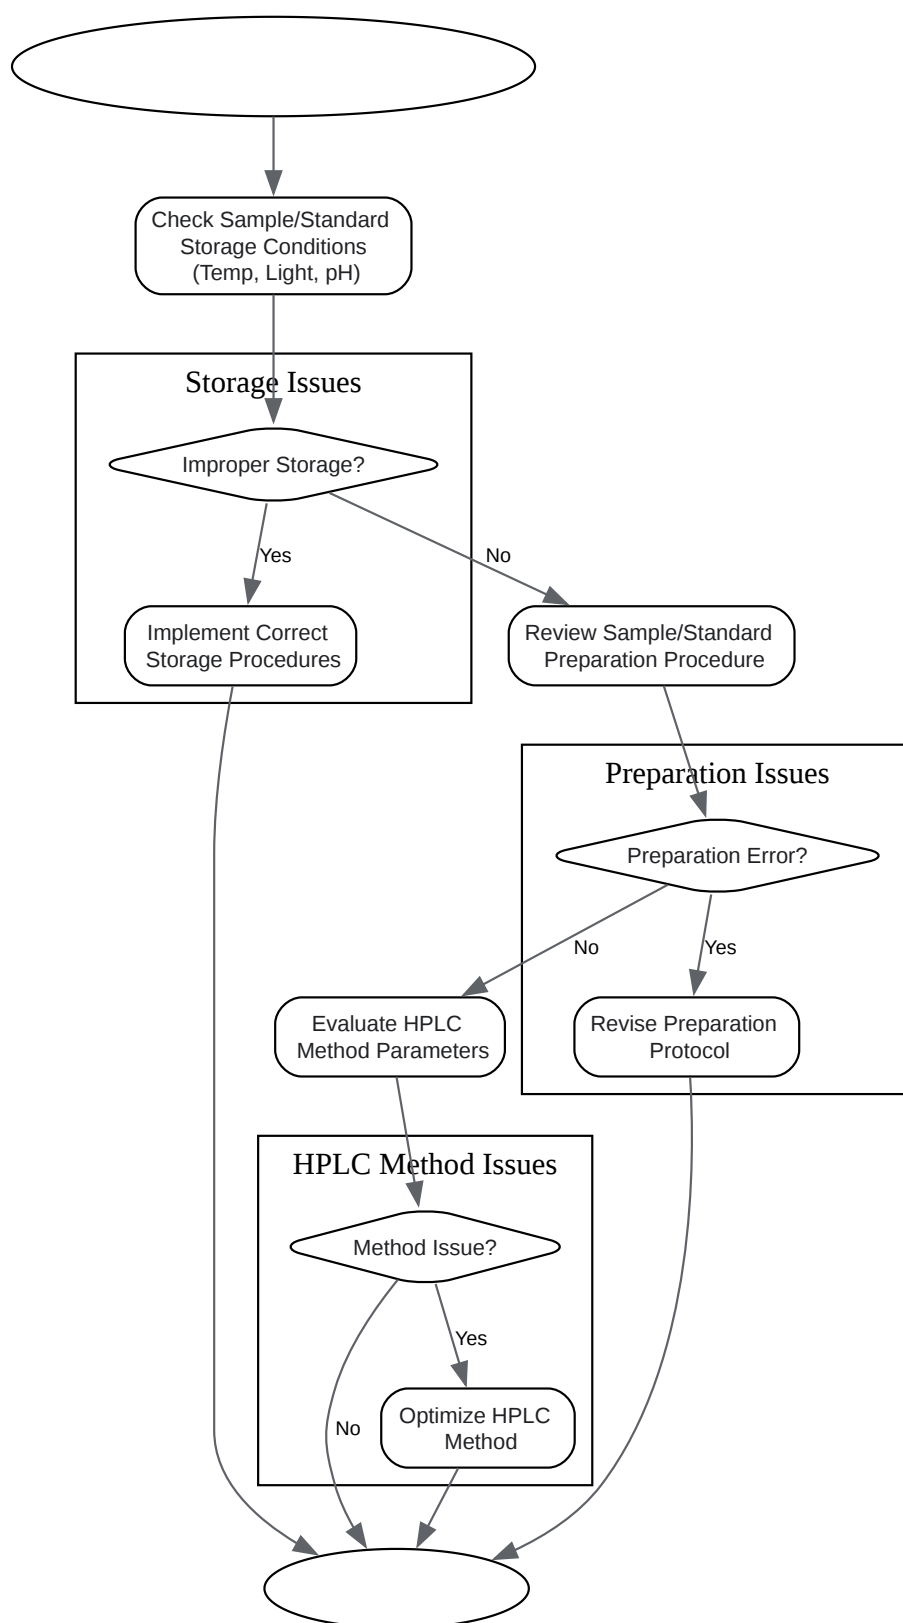 Check Sample/Standard
Storage Conditions
(Temp, Light, pH)
Storage Issues
Improper Storage?
Yes
No
Implement Correct
Storage Procedures
Review Sample/Standard
Preparation Procedure
Preparation Issues
Preparation Error?
No
Yes
Evaluate HPLC
Method Parameters
Revise Preparation
Protocol
HPLC Method Issues
Method Issue?
Yes
No
Optimize HPLC
Method